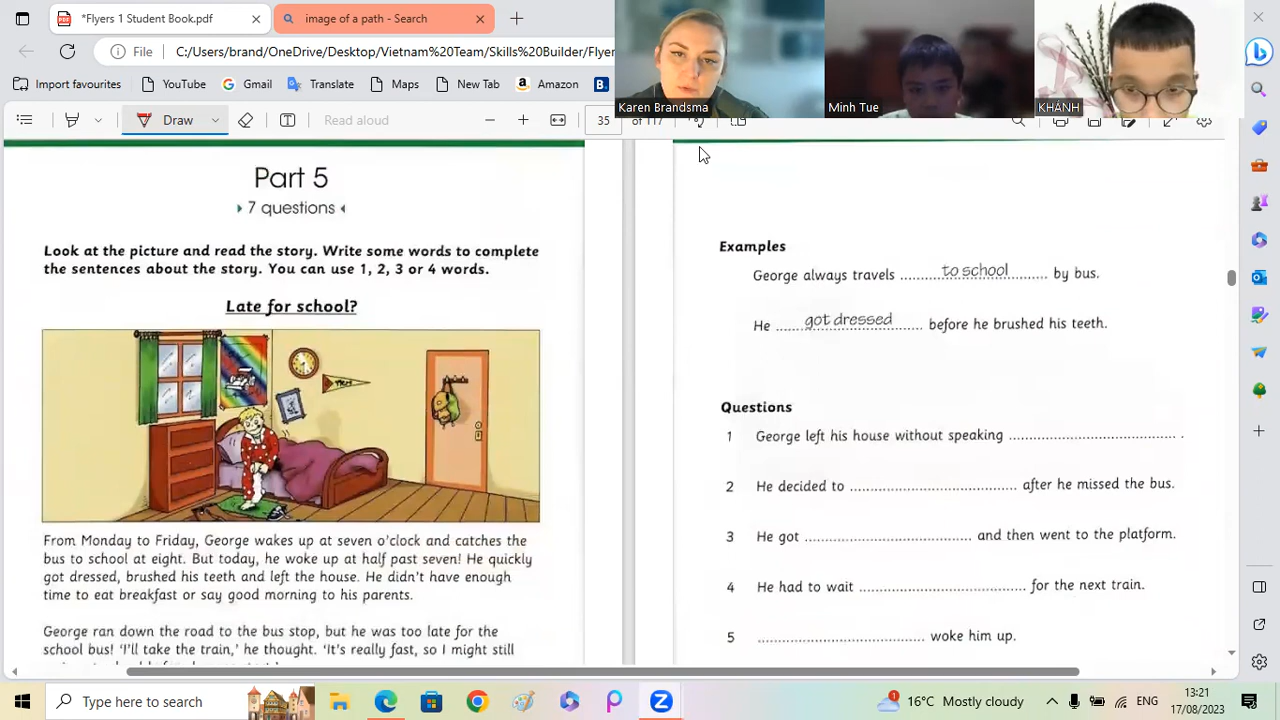 *Flyers 1 Student Book.pdf
image of a path - Search
File
C:/Users/brand/OneDrive/Desktop/Vietnam%20Team/Skills%20Builder/Flyer
Import favourites
YouTube
Gmail
Translate
Maps
New Tab
Amazon
B.
Karen Brandsma
Minh Tue
KHÁNH
Draw
Read aloud
35
of 117
Part 5
7 questions
Look at the picture and read the story. Write some words to complete
the sentences about the story. You can use 1, 2, 3 or 4 words.
Late for school?
From Monday to Friday, George wakes up at seven o'clock and catches the
bus to school at eight. But today, he woke up at half past seven! He quickly
got dressed, brushed his teeth and left the house. He didn't have enough
time to eat breakfast or say good morning to his parents.
George ran down the road to the bus stop, but he was too late for the
school bus! 'I'll take the train,' he thought. 'It's really fast, so I might still
Examples
George always travels to school by bus.
He got dressed before he brushed his teeth.
Questions
1 George left his house without speaking .
2 He decided to after he missed the bus.
3 He got and then went to the platform.
4 He had to wait for the next train.
5 woke him up.
Type here to search
1
16°C Mostly cloudy
ENG
13:21
17/08/2023